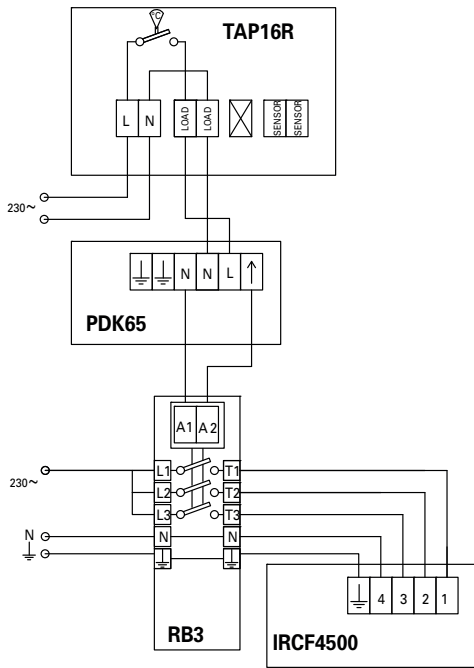 °C
TAP16R
L N LOAD LOAD SENSOR SENSOR
230~
N N L ↑
PDK65
A1 A2
L1 T1
230~
L2 T2
L3 T3
N N N
4 3 2 1
RB3
IRCF4500